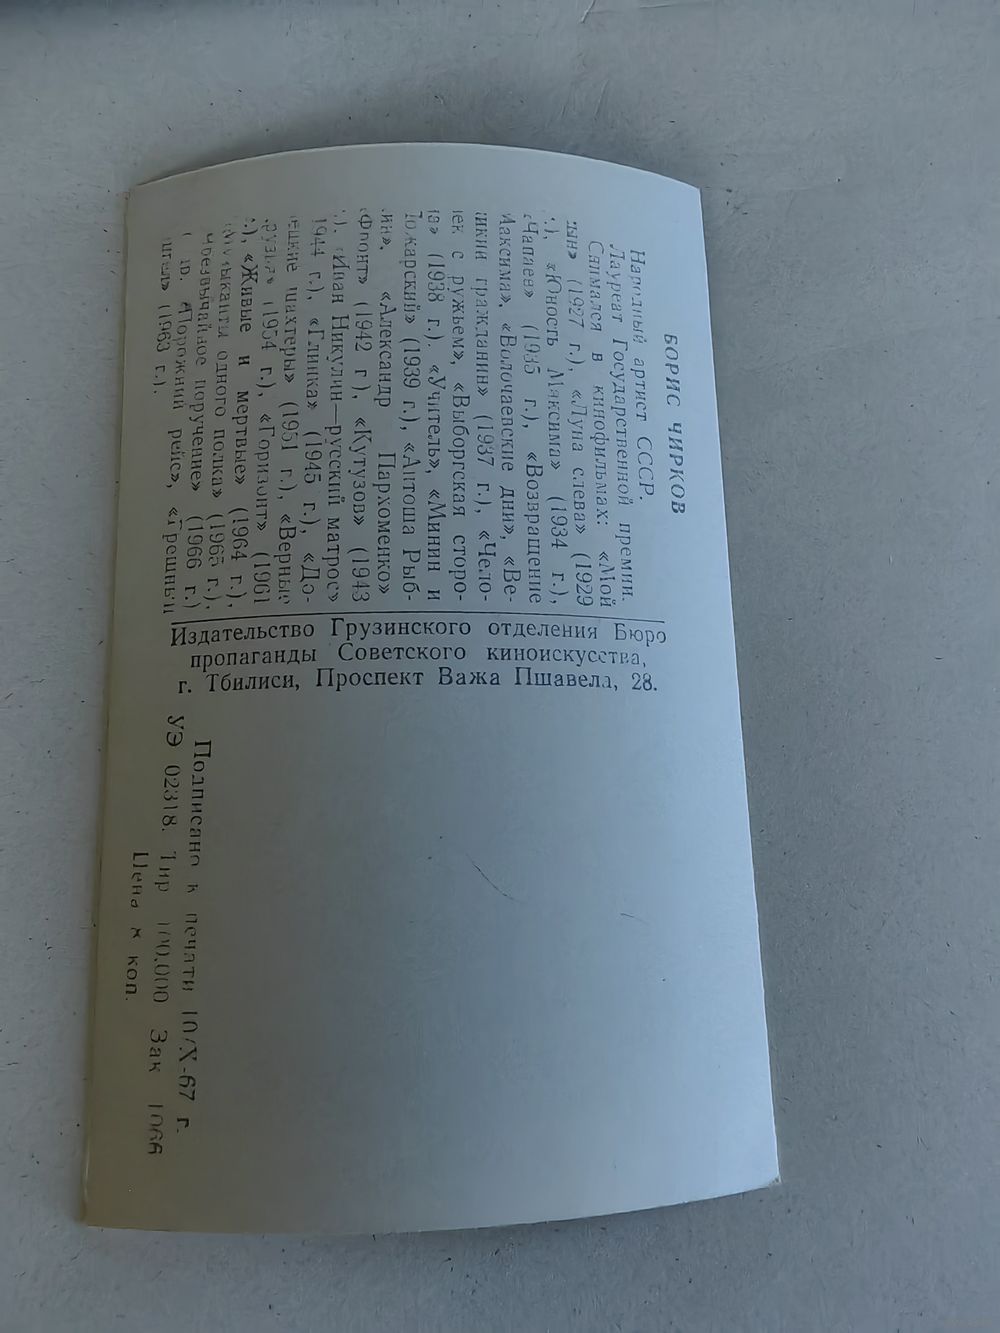 БОРИС ЧИРКОВ
Народный артист СССР.
Лауреат Государственной премии.
Снимался в кинофильмах: «Мой
сын» (1927 г.), «Луна слева» (1929
г.), «Юность Максима» (1934 г.),
«Чапаев» (1935 г.), «Возвращение
Максима», «Волочаевские дни», «Ве-
ликий гражданин» (1937 г.), «Чело-
век с ружьем», «Выборгская сторо-
на» (1938 г.), «Учитель», «Минин и
Пожарский» (1939 г.), «Антоша Рыб-
кин», «Александр Пархоменко»
«Фронт» (1942 г), «Кутузов» (1943
г.), «Иван Никулин—русский матрос»
1944 г.), «Глинка» (1945 г.), «До-
нецкие шахтеры» (1951 г.), «Верные
друзья» (1954 г.), «Горизонт» (1961
г.), «Живые и мертвые» (1964 г.),
«Музыканты одного полка» (1965 г.),
Чрезвычайное поручение» (1966 г.)
«Порожний рейс», «Грешный
ангел» (1963 г.).
Издательство Грузинского отделения Бюро
пропаганды Советского киноискусства,
г. Тбилиси, Проспект Важа Пшавела, 28.
Подписано к печати 10/X-67 г.
УЭ 02318. Тир 100.000 Зак 1066
Цена коп.